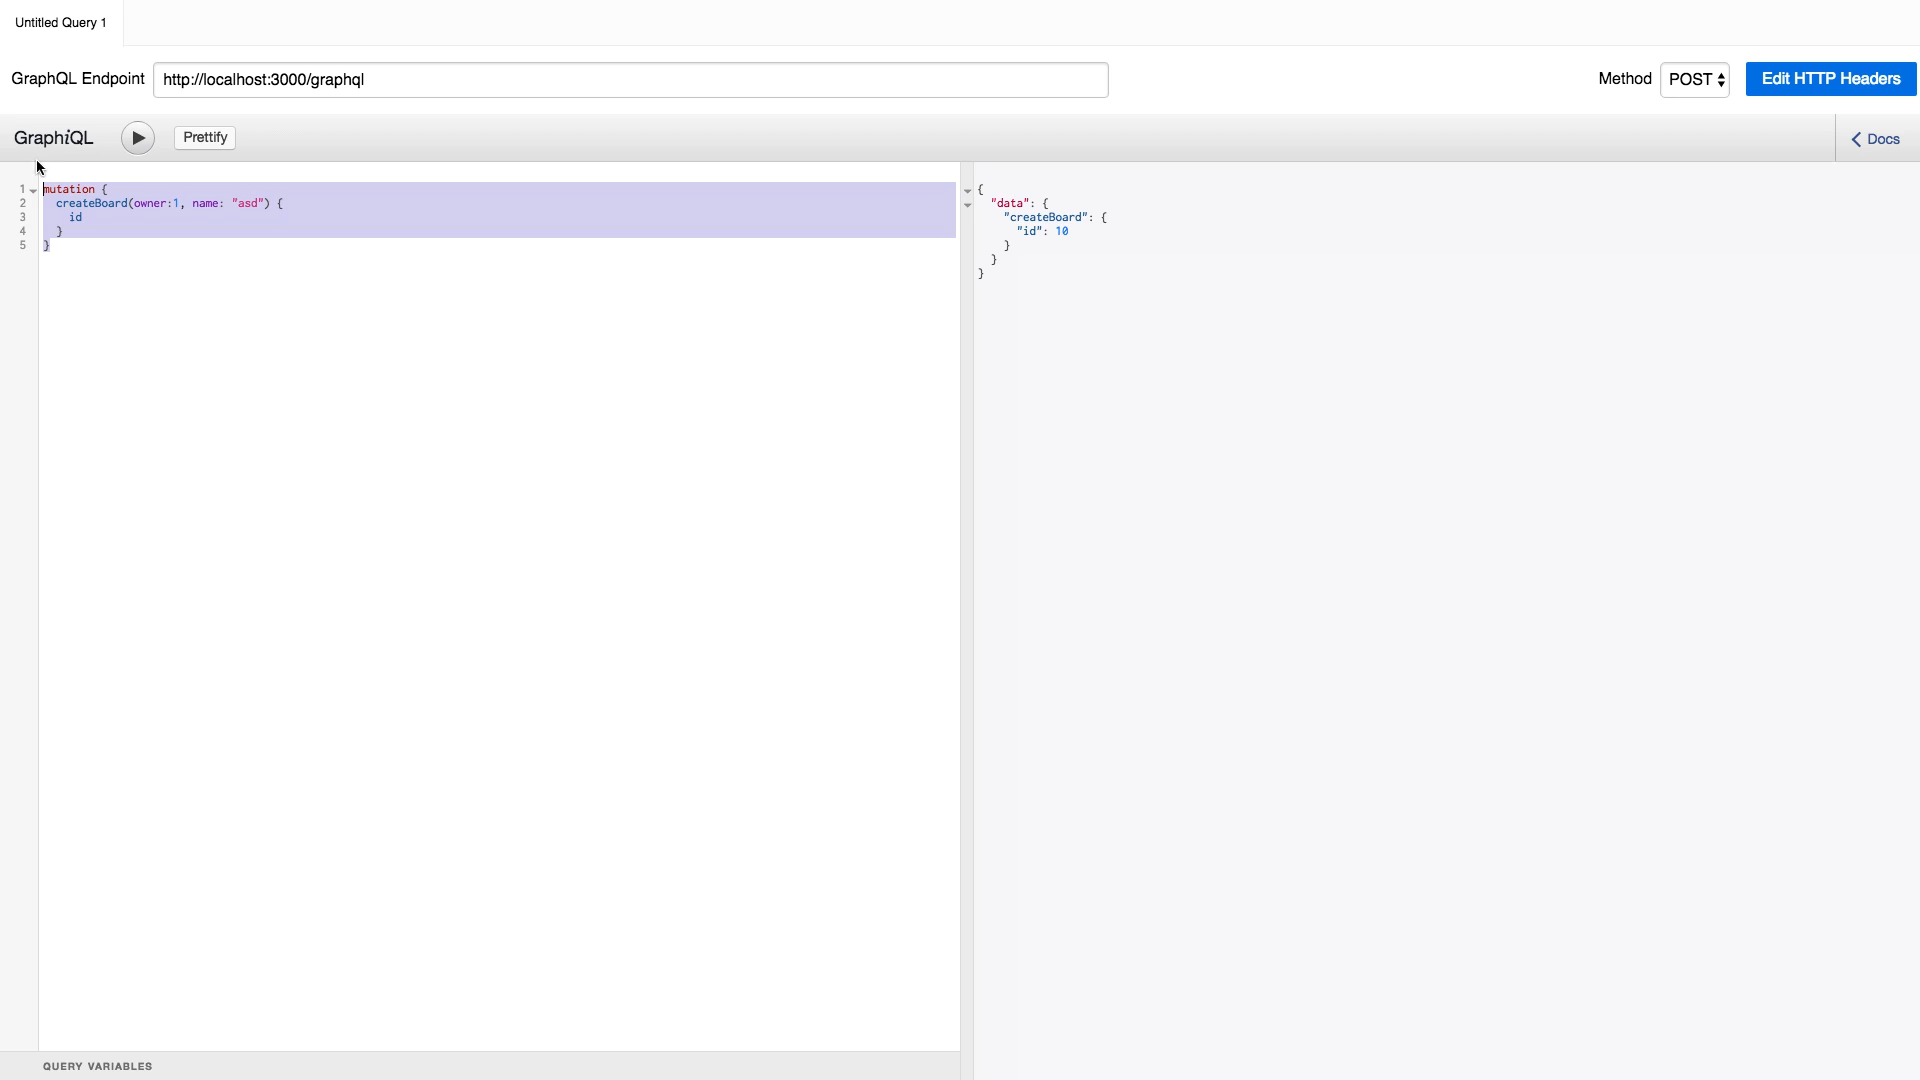 Untitled Query 1
GraphQL Endpoint http://localhost:3000/graphql Method POST Edit HTTP Headers
GraphiQL Prettify Docs
1 mutation {
2 createBoard(owner:1, name: "asd") {
3 id
4 }
5 }
{
"data": {
"createBoard": {
"id": 10
}
}
}
QUERY VARIABLES